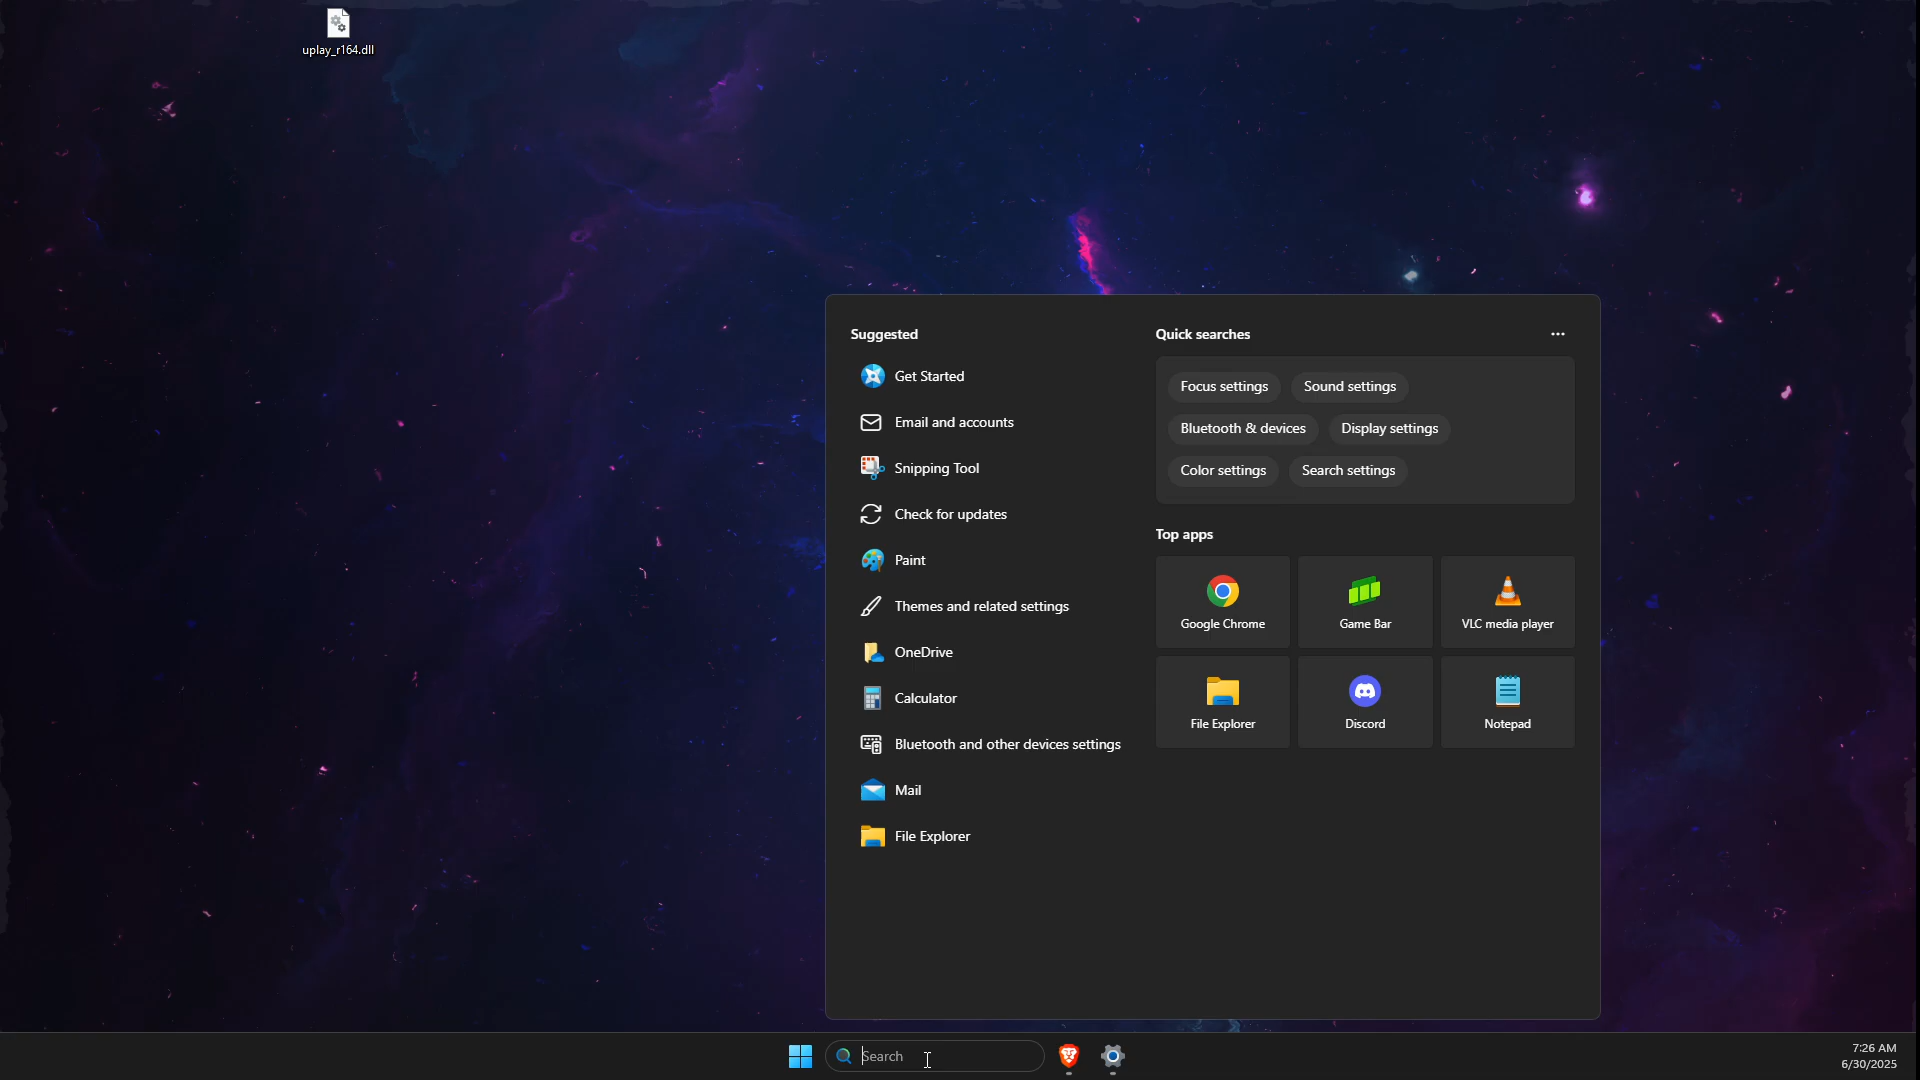 uplay_r164.dll
Suggested
Get Started
Email and accounts
Snipping Tool
Check for updates
Paint
Themes and related settings
OneDrive
Calculator
Bluetooth and other devices settings
Mail
File Explorer
Quick searches
Focus settings
Sound settings
Bluetooth & devices
Display settings
Color settings
Search settings
Top apps
Google Chrome
Game Bar
VLC media player
File Explorer
Discord
Notepad
Search
7:26 AM
6/30/2025